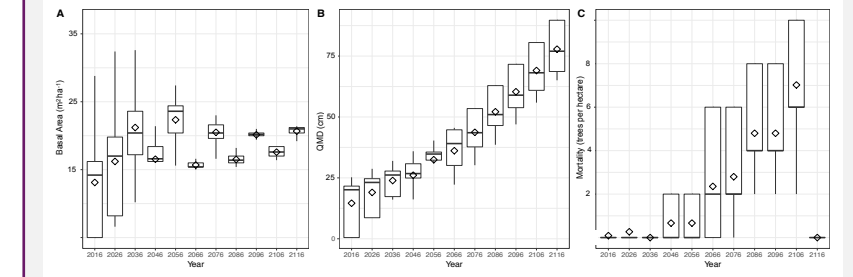 A
Basal Area (m²ha⁻¹)
35
25
15
2016 2026 2036 2046 2056 2066 2076 2086 2096 2106 2116
Year
B
QMD (cm)
75
50
25
0
2016 2026 2036 2046 2056 2066 2076 2086 2096 2106 2116
Year
C
Mortality (trees per hectare)
8
6
4
2
2016 2026 2036 2046 2056 2066 2076 2086 2096 2106 2116
Year